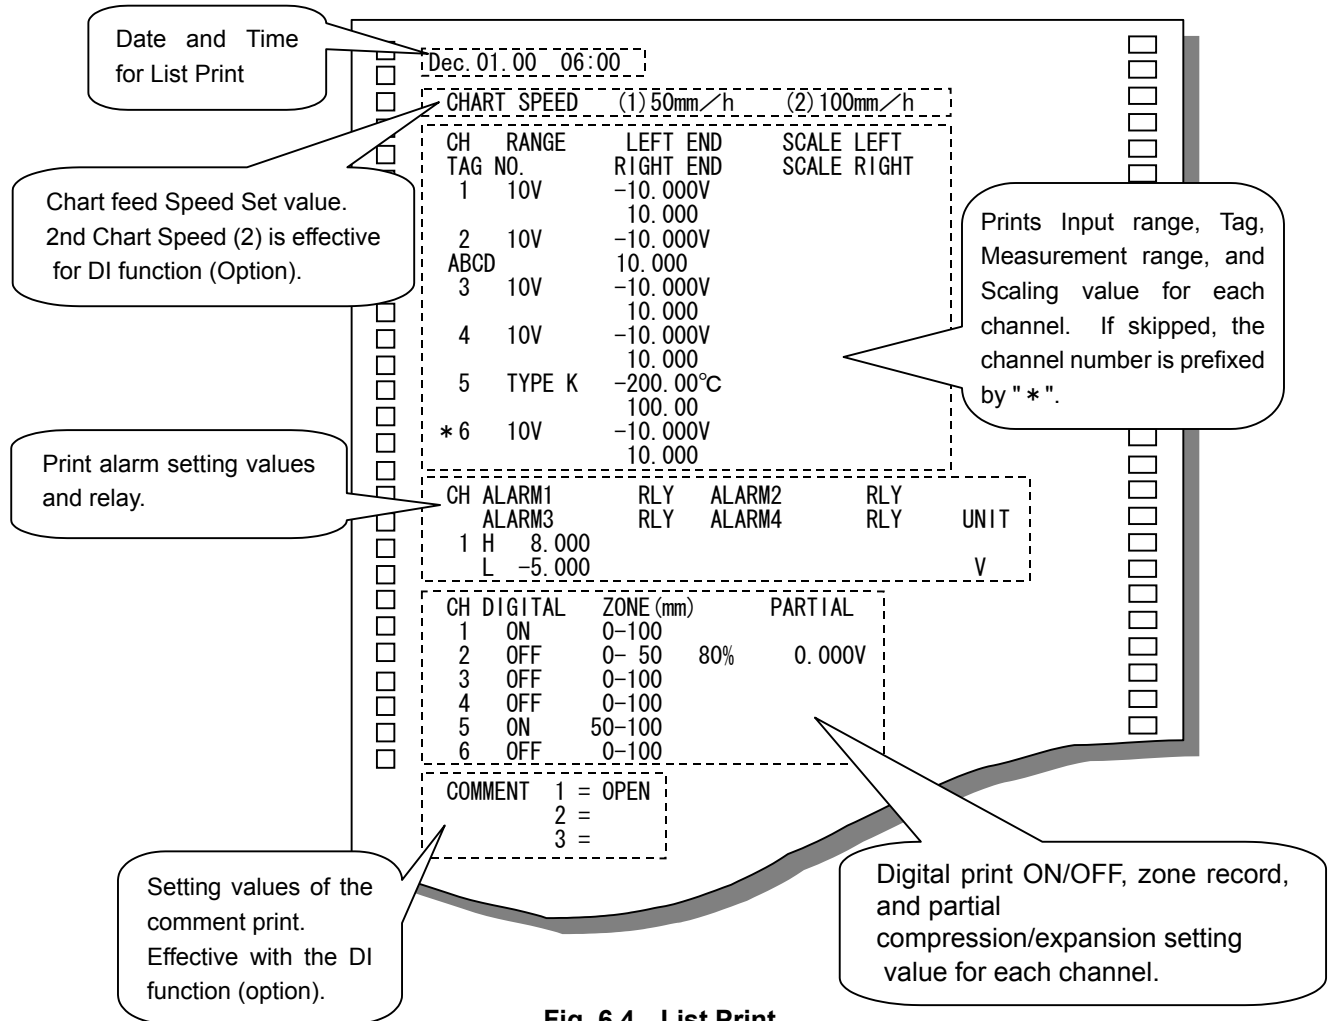 Date and Time
for List Print
Dec. 01. 00 06:00
CHART SPEED (1) 50mm／h (2) 100mm／h
CH RANGE LEFT END SCALE LEFT
TAG NO. RIGHT END SCALE RIGHT
1 10V −10. 000V
10. 000
2 10V −10. 000V
ABCD 10. 000
3 10V −10. 000V
10. 000
4 10V −10. 000V
10. 000
5 TYPE K −200. 00℃
100. 00
＊6 10V −10. 000V
10. 000
Chart feed Speed Set value.
2nd Chart Speed (2) is effective
for DI function (Option).
Prints Input range, Tag,
Measurement range, and
Scaling value for each
channel. If skipped, the
channel number is prefixed
by "＊".
Print alarm setting values
and relay.
CH ALARM1 RLY ALARM2 RLY
ALARM3 RLY ALARM4 RLY UNIT
1 H 8. 000
L −5. 000 V
CH DIGITAL ZONE (mm) PARTIAL
1 ON 0−100
2 OFF 0− 50 80% 0. 000V
3 OFF 0−100
4 OFF 0−100
5 ON 50−100
6 OFF 0−100
COMMENT 1 = OPEN
2 =
3 =
Setting values of the
comment print.
Effective with the DI
function (option).
Digital print ON/OFF, zone record,
and partial
compression/expansion setting
value for each channel.
Fig. 6.4 List Print